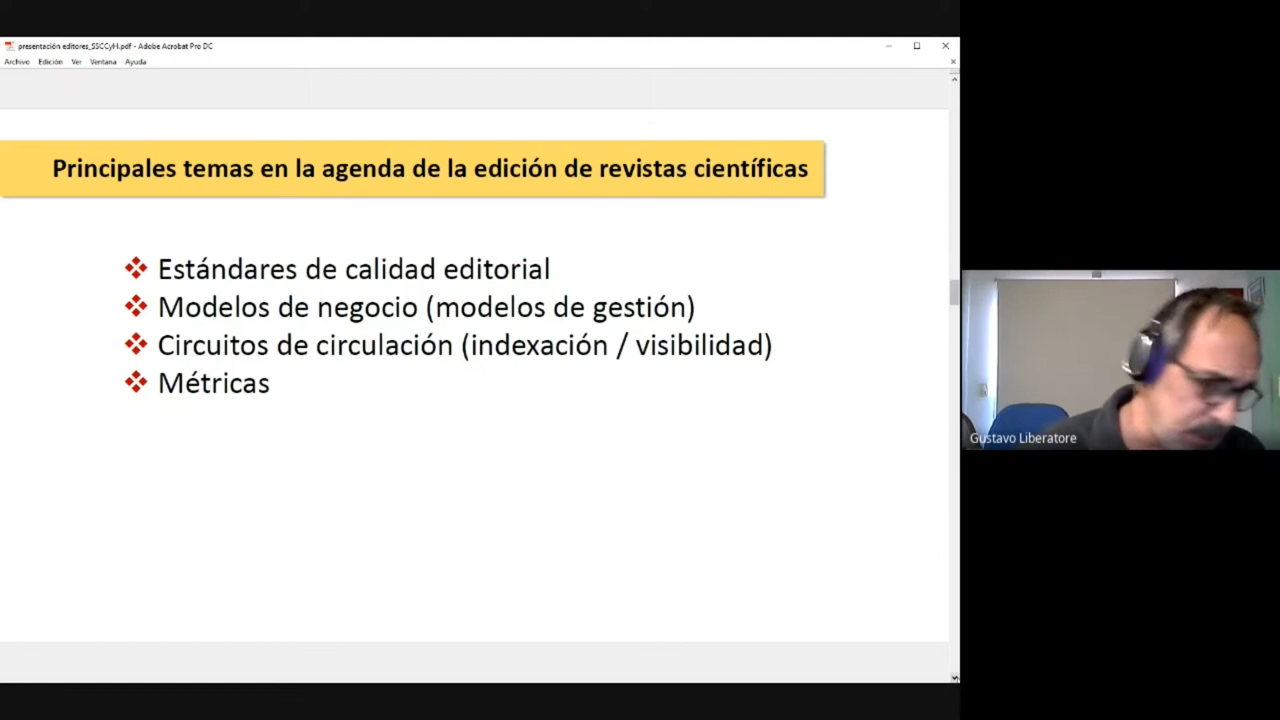 presentación editores_SSCCyH.pdf - Adobe Acrobat Pro DC
Archivo Edición Ver Ventana Ayuda
Principales temas en la agenda de la edición de revistas científicas
Estándares de calidad editorial
Modelos de negocio (modelos de gestión)
Circuitos de circulación (indexación / visibilidad)
Métricas
Gustavo Liberatore